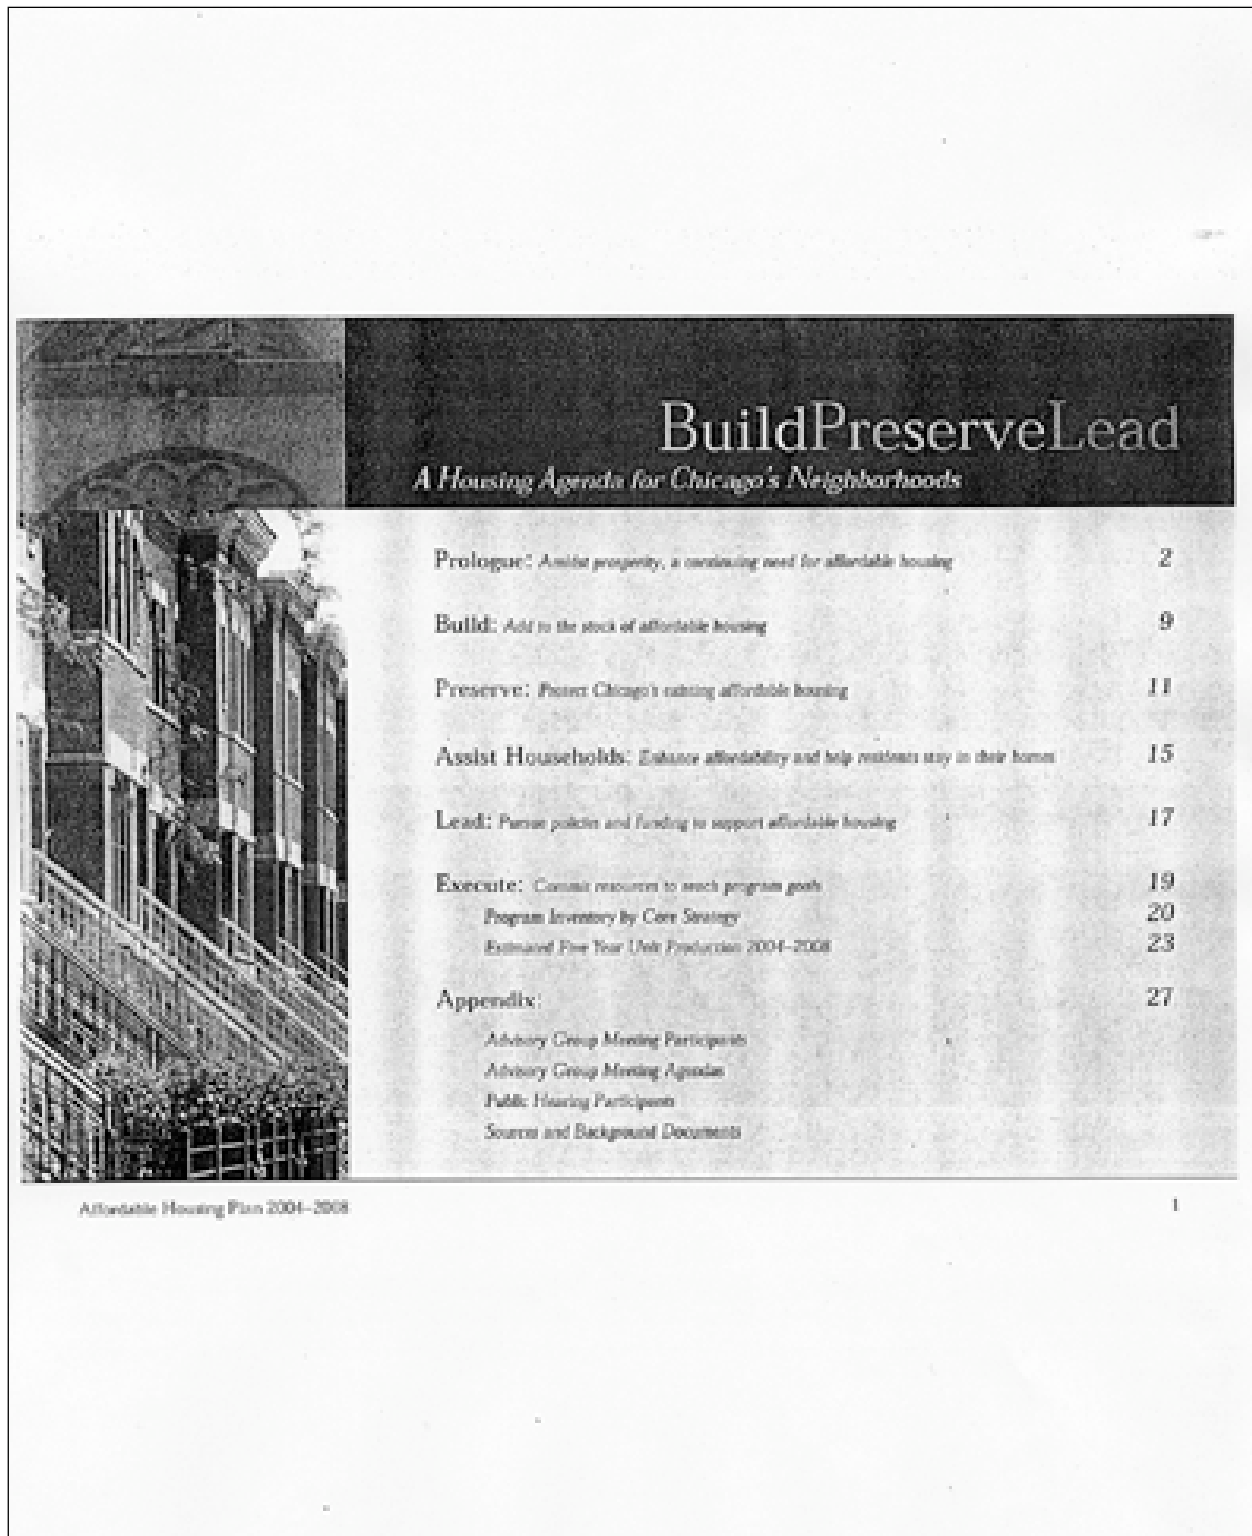 BuildPreserveLead
A Housing Agenda for Chicago's Neighborhoods
Prologue: Amidst prosperity, a continuing need for affordable housing 2
Build: Add to the stock of affordable housing 9
Preserve: Protect Chicago's existing affordable housing 11
Assist Households: Enhance affordability and help residents stay in their homes 15
Lead: Pursue policies and funding to support affordable housing 17
Execute: Commit resources to reach program goals 19
Program Inventory by Core Strategy 20
Estimated Five Year Unit Production 2004–2008 23
Appendix: 27
Advisory Group Meeting Participants
Advisory Group Meeting Agendas
Public Hearing Participants
Sources and Background Documents
Affordable Housing Plan 2004–2008 1